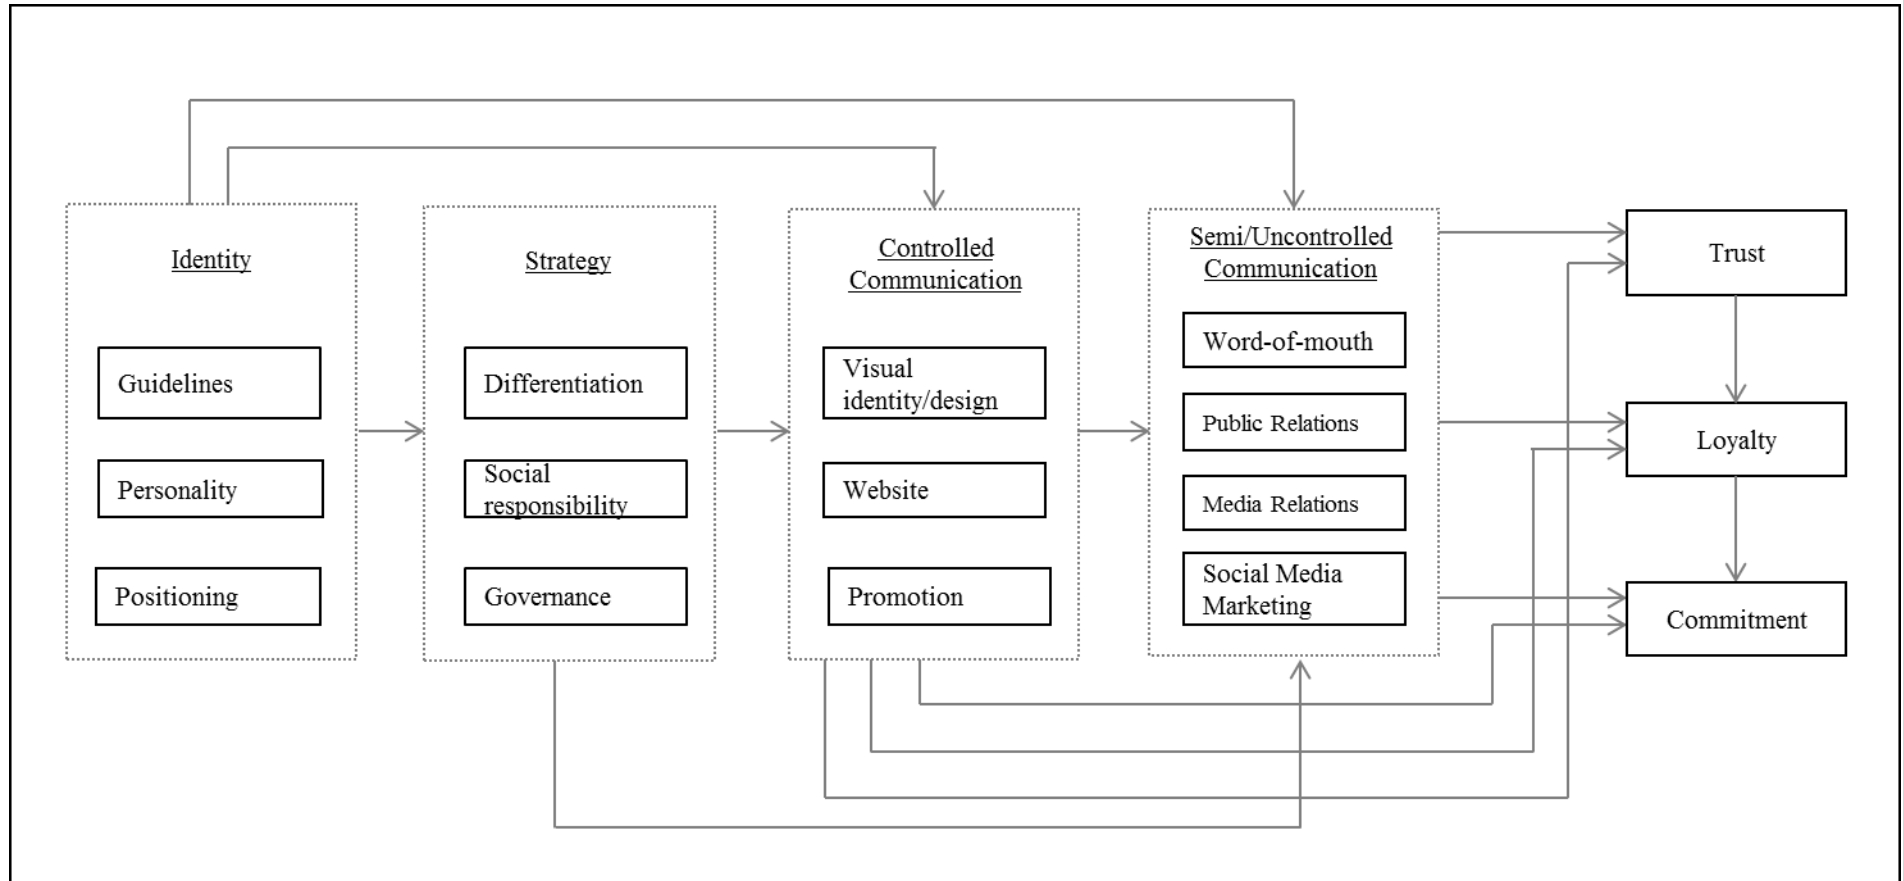 Identity
Guidelines
Personality
Positioning
Strategy
Differentiation
Social
responsibility
Governance
Controlled
Communication
Visual
identity/design
Website
Promotion
Semi/Uncontrolled
Communication
Word-of-mouth
Public Relations
Media Relations
Social Media
Marketing
Trust
Loyalty
Commitment